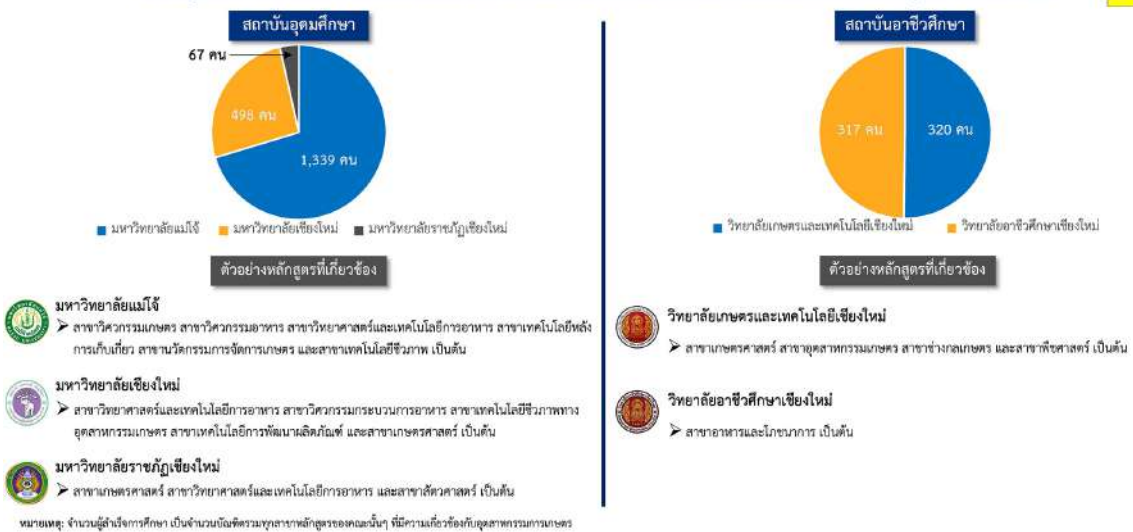 สถาบันอุดมศึกษา
67 คน
498 คน
1,339 คน
มหาวิทยาลัยแม่โจ้ มหาวิทยาลัยเชียงใหม่ มหาวิทยาลัยราชภัฏเชียงใหม่
ตัวอย่างหลักสูตรที่เกี่ยวข้อง
มหาวิทยาลัยแม่โจ้
➤ สาขาวิศวกรรมเกษตร สาขาวิศวกรรมอาหาร สาขาวิทยาศาสตร์และเทคโนโลยีการอาหาร สาขาเทคโนโลยีหลัง
การเก็บเกี่ยว สาขานวัตกรรมการจัดการเกษตร และสาขาเทคโนโลยีชีวภาพ เป็นต้น
มหาวิทยาลัยเชียงใหม่
➤ สาขาวิทยาศาสตร์และเทคโนโลยีการอาหาร สาขาวิศวกรรมกระบวนการอาหาร สาขาเทคโนโลยีชีวภาพทาง
อุตสาหกรรมเกษตร สาขาเทคโนโลยีการพัฒนาผลิตภัณฑ์ และสาขาเกษตรศาสตร์ เป็นต้น
มหาวิทยาลัยราชภัฏเชียงใหม่
➤ สาขาเกษตรศาสตร์ สาขาวิทยาศาสตร์และเทคโนโลยีการอาหาร และสาขาสัตวศาสตร์ เป็นต้น
หมายเหตุ: จำนวนผู้สำเร็จการศึกษา เป็นจำนวนบัณฑิตรวมทุกสาขาหลักสูตรของคณะนั้นๆ ที่มีความเกี่ยวข้องกับอุตสาหกรรมการเกษตร
สถาบันอาชีวศึกษา
317 คน
320 คน
วิทยาลัยเกษตรและเทคโนโลยีเชียงใหม่ วิทยาลัยอาชีวศึกษาเชียงใหม่
ตัวอย่างหลักสูตรที่เกี่ยวข้อง
วิทยาลัยเกษตรและเทคโนโลยีเชียงใหม่
➤ สาขาเกษตรศาสตร์ สาขาอุตสาหกรรมเกษตร สาขาช่างกลเกษตร และสาขาพืชศาสตร์ เป็นต้น
วิทยาลัยอาชีวศึกษาเชียงใหม่
➤ สาขาอาหารและโภชนาการ เป็นต้น